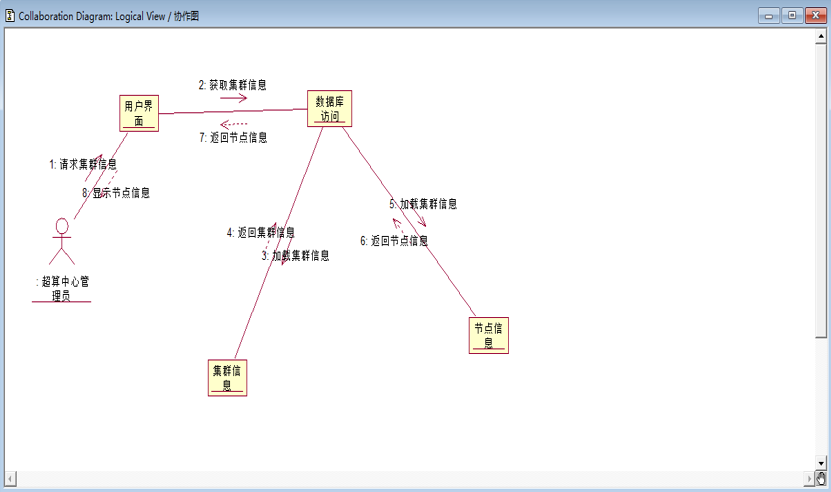 Collaboration Diagram: Logical View / 协作图
2: 获取集群信息
用户界
面
数据库
访问
7: 返回节点信息
1: 请求集群信息
8: 显示节点信息
5: 加载集群信息
4: 返回集群信息
6: 返回节点信息
3: 加载集群信息
: 超算中心管
理员
节点信
息
集群信
息